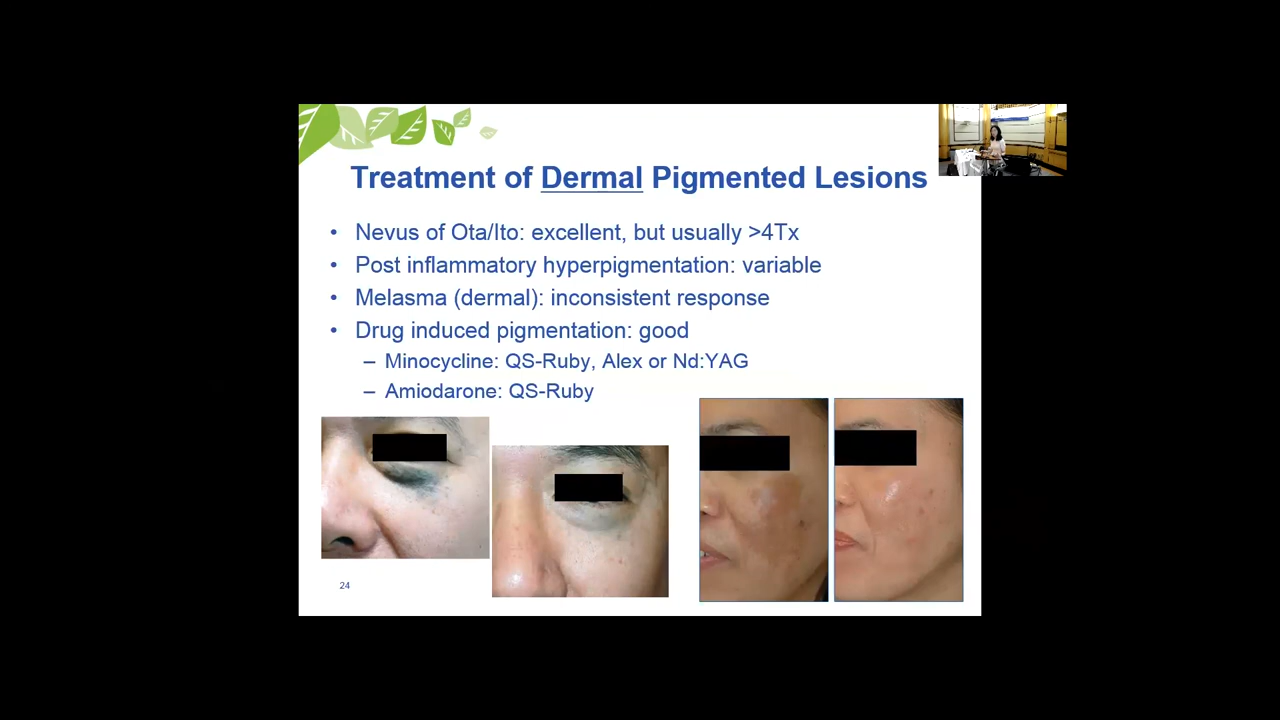 Treatment of Dermal Pigmented Lesions
• Nevus of Ota/Ito: excellent, but usually >4Tx
• Post inflammatory hyperpigmentation: variable
• Melasma (dermal): inconsistent response
• Drug induced pigmentation: good
– Minocycline: QS-Ruby, Alex or Nd:YAG
– Amiodarone: QS-Ruby
24